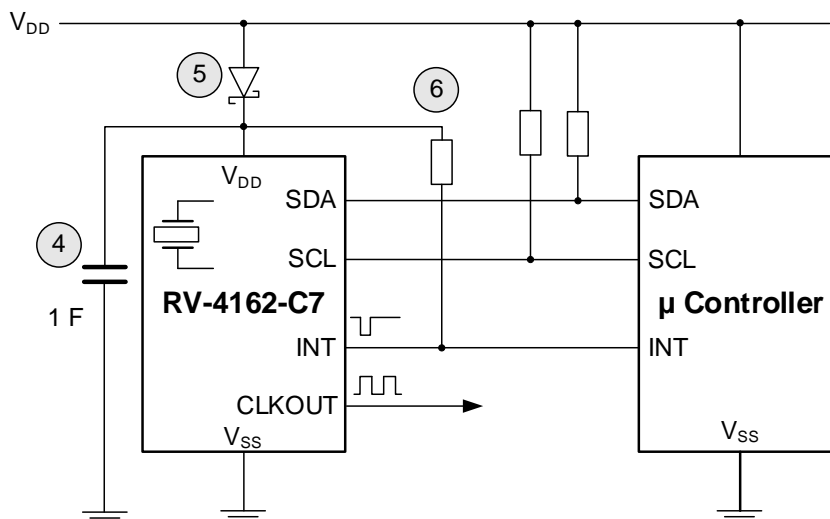 VDD
5
6
VDD
SDA
SDA
4
SCL
SCL
RV-4162-C7
µ Controller
1 F
INT
INT
CLKOUT
VSS
VSS